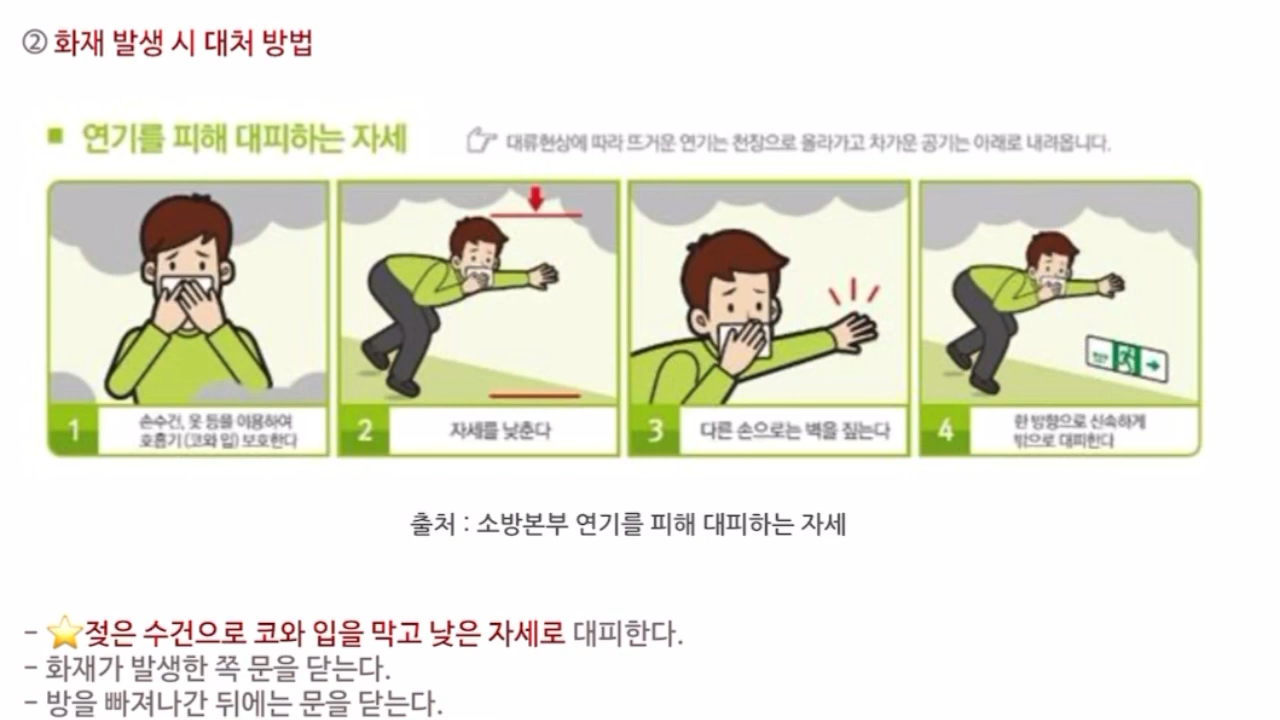 ② 화재 발생 시 대처 방법
■ 연기를 피해 대피하는 자세
☞ 대류현상에 따라 뜨거운 연기는 천장으로 올라가고 차가운 공기는 아래로 내려옵니다.
1 손수건, 옷 등을 이용하여
호흡기(코와 입) 보호한다
2 자세를 낮춘다
3 다른 손으로는 벽을 짚는다
4 한 방향으로 신속하게
밖으로 대피한다
출처 : 소방본부 연기를 피해 대피하는 자세
- ⭐젖은 수건으로 코와 입을 막고 낮은 자세로 대피한다.
- 화재가 발생한 쪽 문을 닫는다.
- 방을 빠져나간 뒤에는 문을 닫는다.